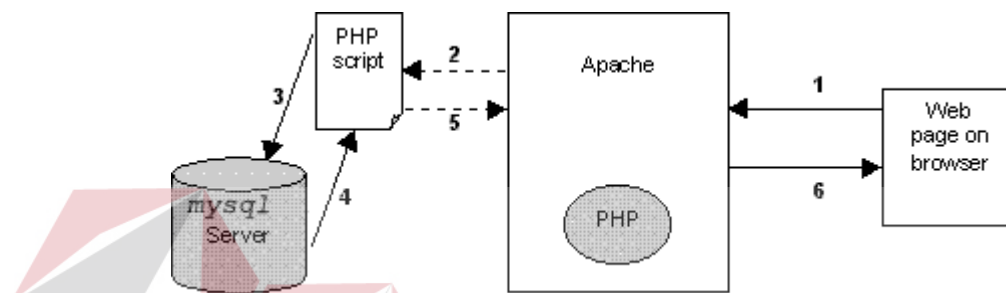 PHP
script
2
Apache
3
5
1
Web
page on
browser
mysql
Server
4
6
PHP